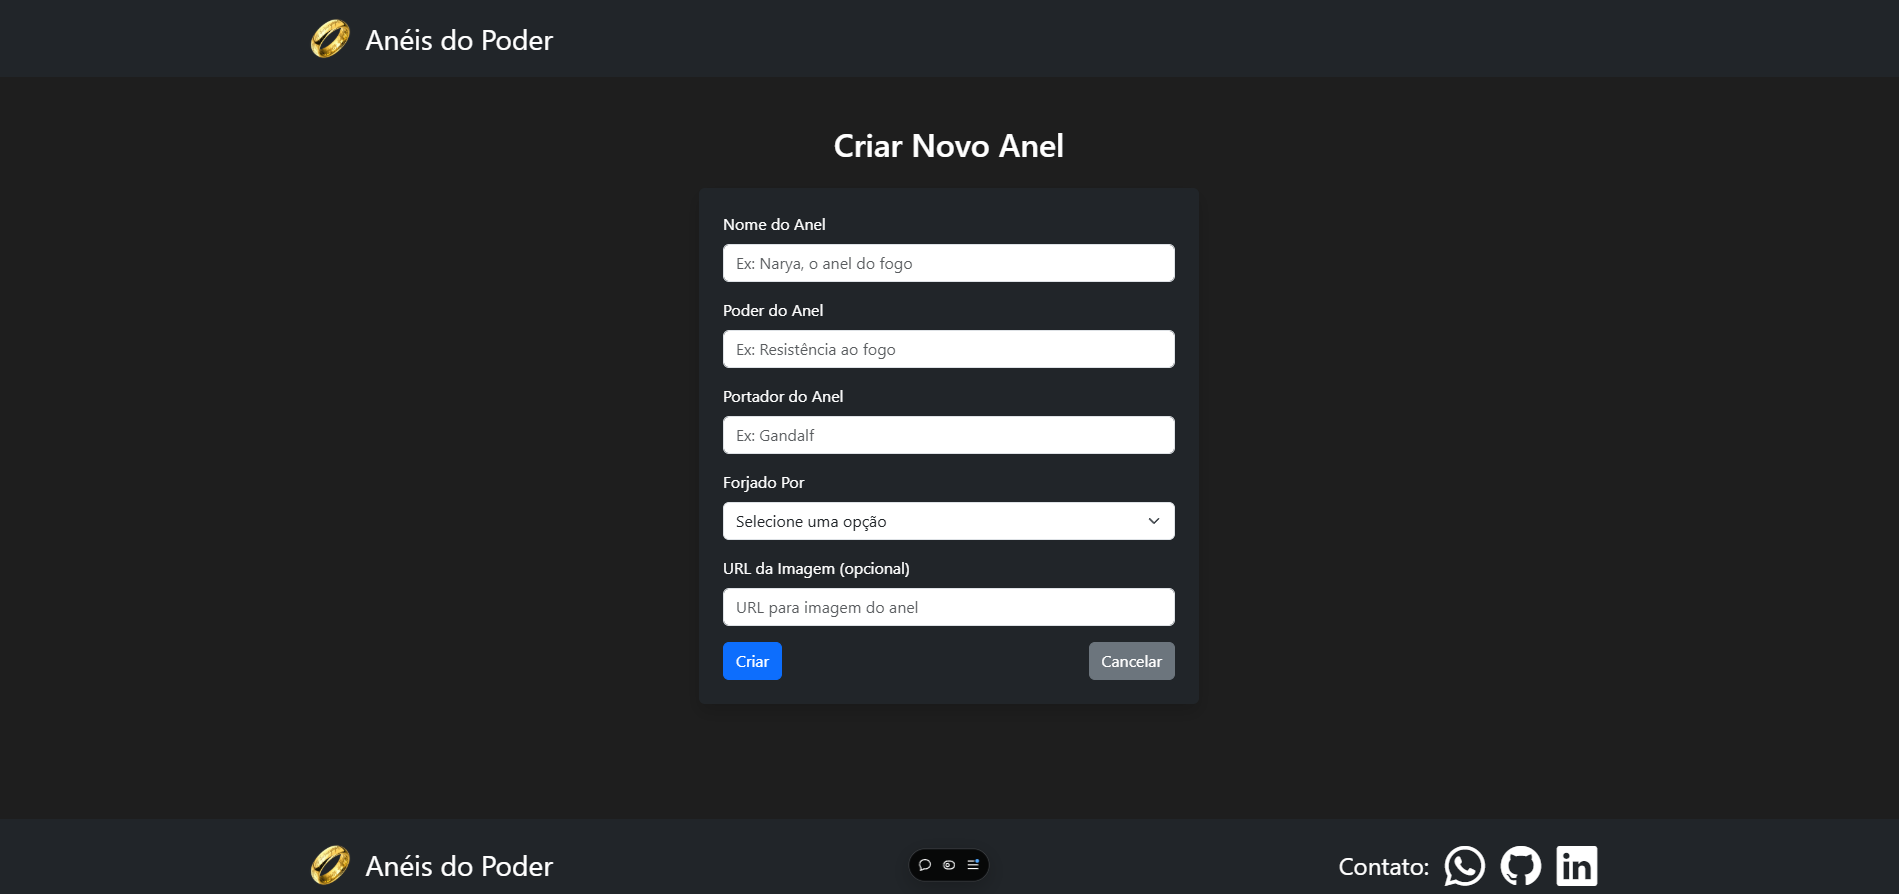 Anéis do Poder
Criar Novo Anel
Nome do Anel
Ex: Narya, o anel do fogo
Poder do Anel
Ex: Resistência ao fogo
Portador do Anel
Ex: Gandalf
Forjado Por
Selecione uma opção
URL da Imagem (opcional)
URL para imagem do anel
Criar
Cancelar
Anéis do Poder
Contato:
in